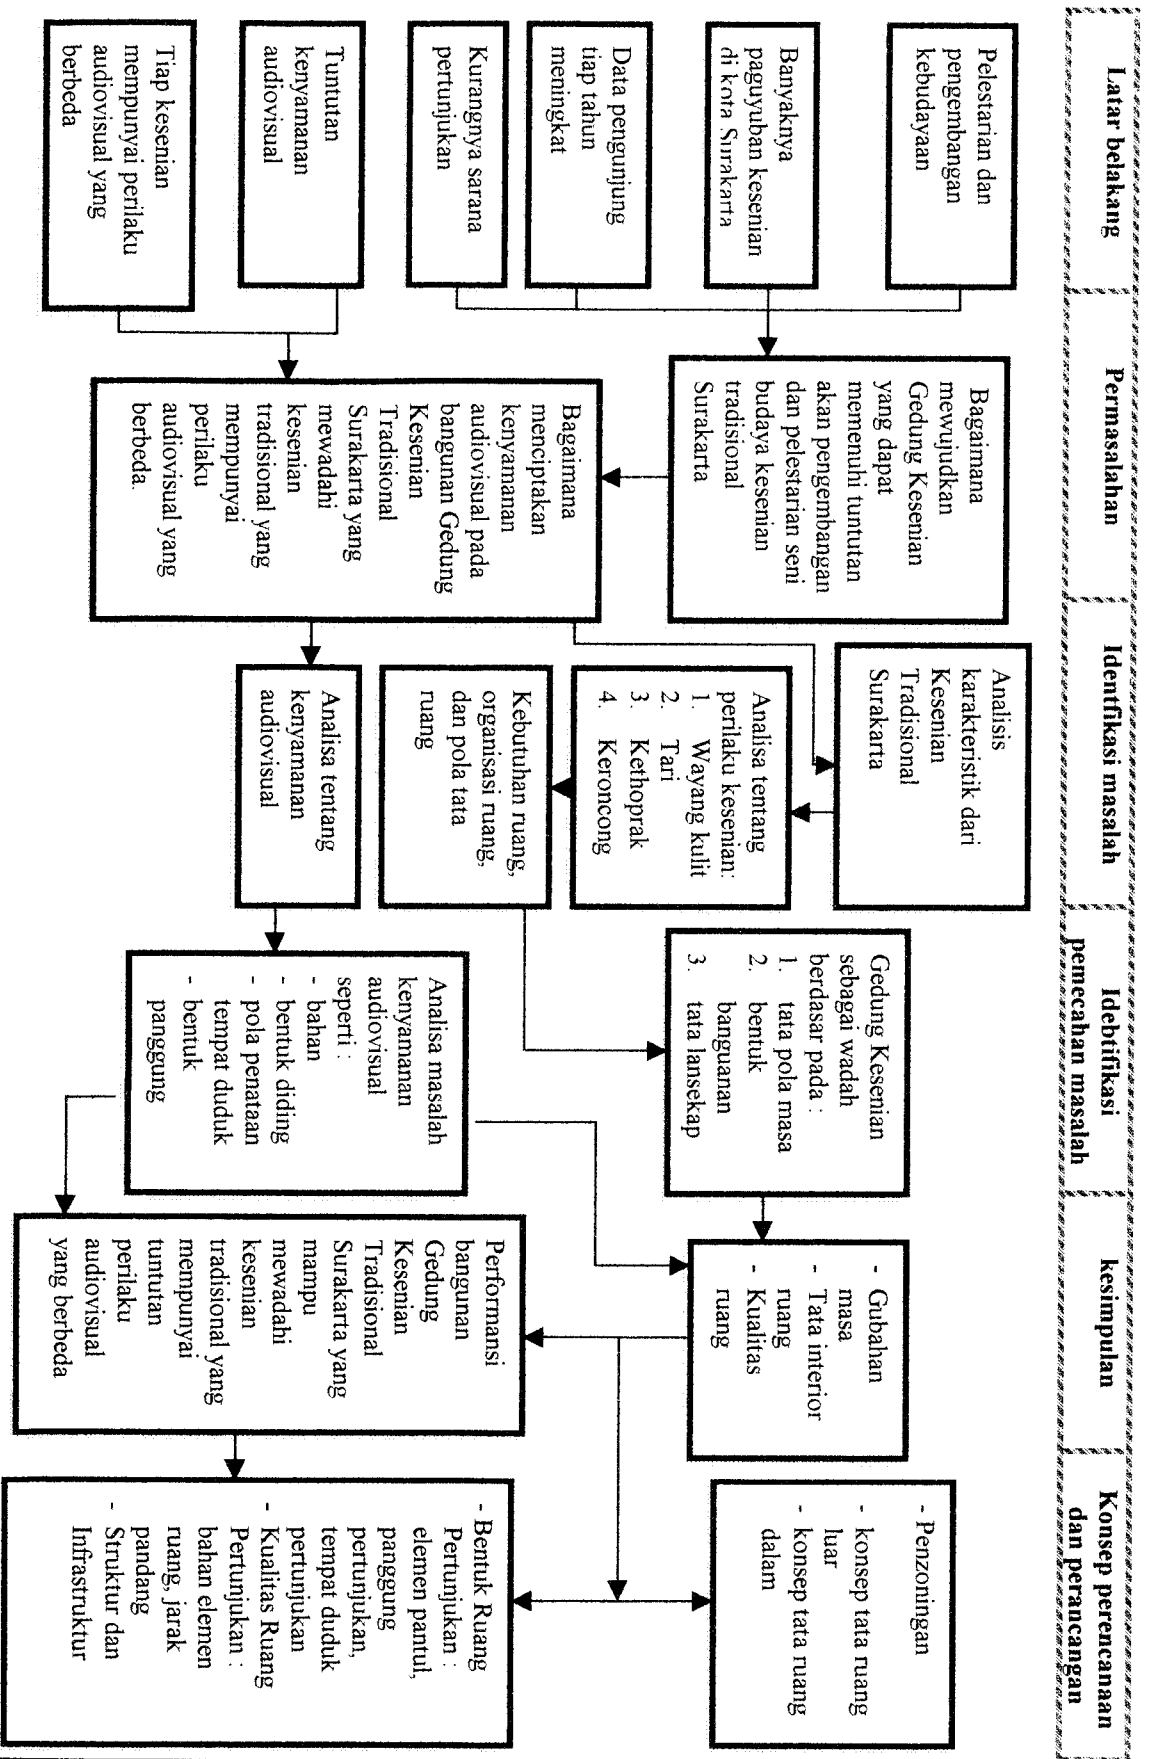 Latar belakang
Permasalahan
Identfikasi masalah
Idebtifikasi
pemecahan masalah
kesimpulan
Konsep perencanaan
dan perancangan
Pelestarian dan
pengembangan
kebudayaan
Banyaknya
paguyuban kesenian
di kota Surakarta
Data pengunjung
tiap tahun
meningkat
Kurangnya sarana
pertunjukan
Tuntutan
kenyamanan
audiovisual
Tiap kesenian
mempunyai perilaku
audiovisual yang
berbeda
Bagaimana
mewujudkan
Gedung Kesenian
yang dapat
memenuhi tuntutan
akan pengembangan
dan pelestarian seni
budaya kesenian
tradisional
Surakarta
Bagaimana
menciptakan
kenyamanan
audiovisual pada
bangunan Gedung
Kesenian
Tradisional
Surakarta yang
mewadahi
kesenian
tradisional yang
mempunyai
perilaku
audiovisual yang
berbeda.
Analisis
karakteristik dari
Kesenian
Tradisional
Surakarta
Analisa tentang
perilaku kesenian:
1. Wayang kulit
2. Tari
3. Kethoprak
4. Keroncong
Kebutuhan ruang,
organisasi ruang,
dan pola tata
ruang
Analisa tentang
kenyamanan
audiovisual
Gedung Kesenian
sebagai wadah
berdasar pada :
1. tata pola masa
2. bentuk
banguanan
3. tata lansekap
Analisa masalah
kenyamanan
audiovisual
seperti :
- bahan
- bentuk diding
- pola penataan
tempat duduk
- bentuk
panggung
- Gubahan
masa
- Tata interior
ruang
- Kualitas
ruang
Performansi
bangunan
Gedung
Kesenian
Tradisional
Surakarta yang
mampu
mewadahi
kesenian
tradisional yang
mempunyai
tuntutan
perilaku
audiovisual
yang berbeda
- Penzoningan
- konsep tata ruang
luar
- konsep tata ruang
dalam
- Bentuk Ruang
Pertunjukan :
elemen pantul,
panggung
pertunjukan,
tempat duduk
pertunjukan
- Kualitas Ruang
Pertunjukan :
bahan elemen
ruang, jarak
pandang
- Struktur dan
Infrastruktur